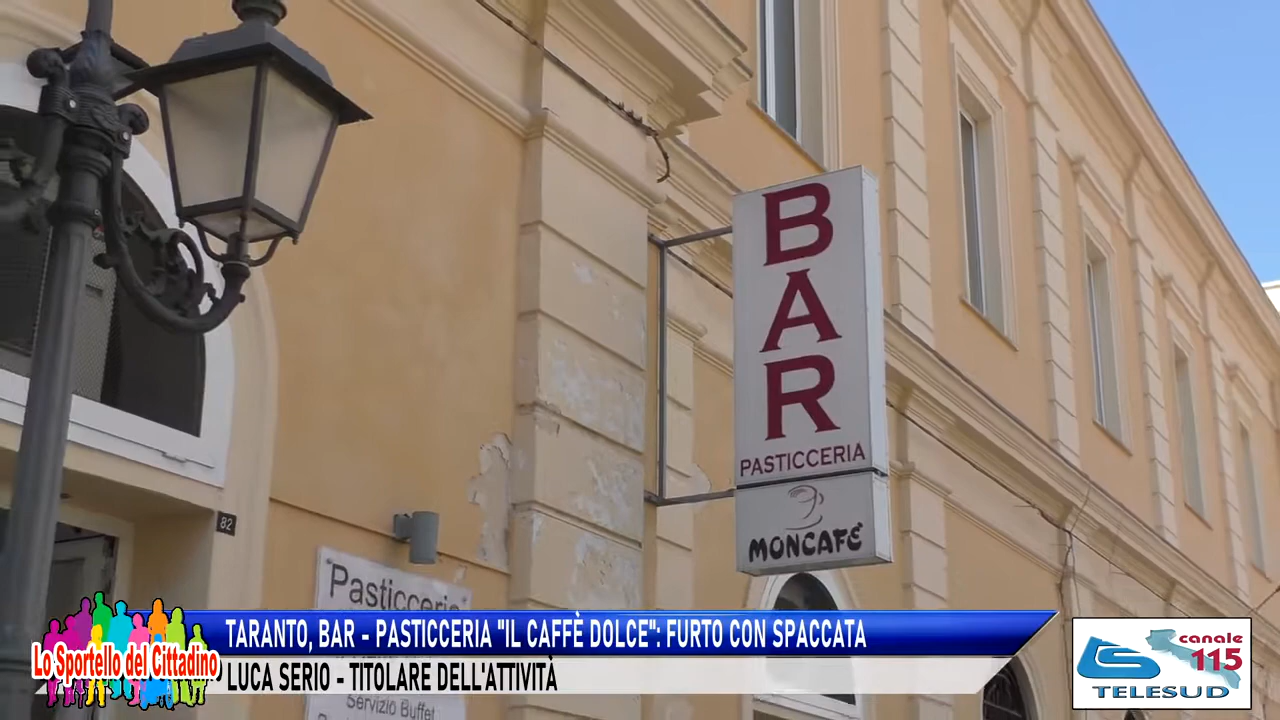 BAR
PASTICCERIA
MONCAFÉ
82
Pasticceria
TARANTO, BAR – PASTICCERIA "IL CAFFÈ DOLCE": FURTO CON SPACCATA
Lo Sportello del Cittadino
LUCA SERIO – TITOLARE DELL'ATTIVITÀ
Servizio Buffet
canale
115
TELESUD